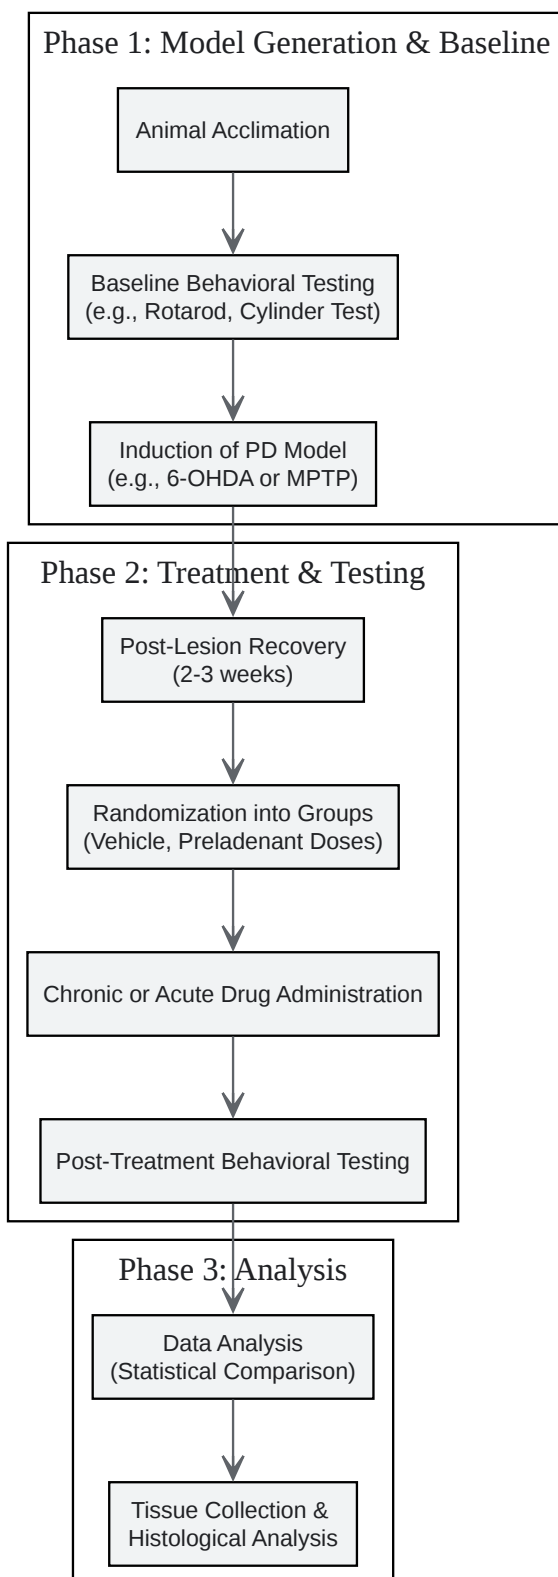 Phase 1: Model Generation & Baseline
Animal Acclimation
Baseline Behavioral Testing
(e.g., Rotarod, Cylinder Test)
Induction of PD Model
(e.g., 6-OHDA or MPTP)
Phase 2: Treatment & Testing
Post-Lesion Recovery
(2-3 weeks)
Randomization into Groups
(Vehicle, Preladenant Doses)
Chronic or Acute Drug Administration
Post-Treatment Behavioral Testing
Phase 3: Analysis
Data Analysis
(Statistical Comparison)
Tissue Collection &
Histological Analysis